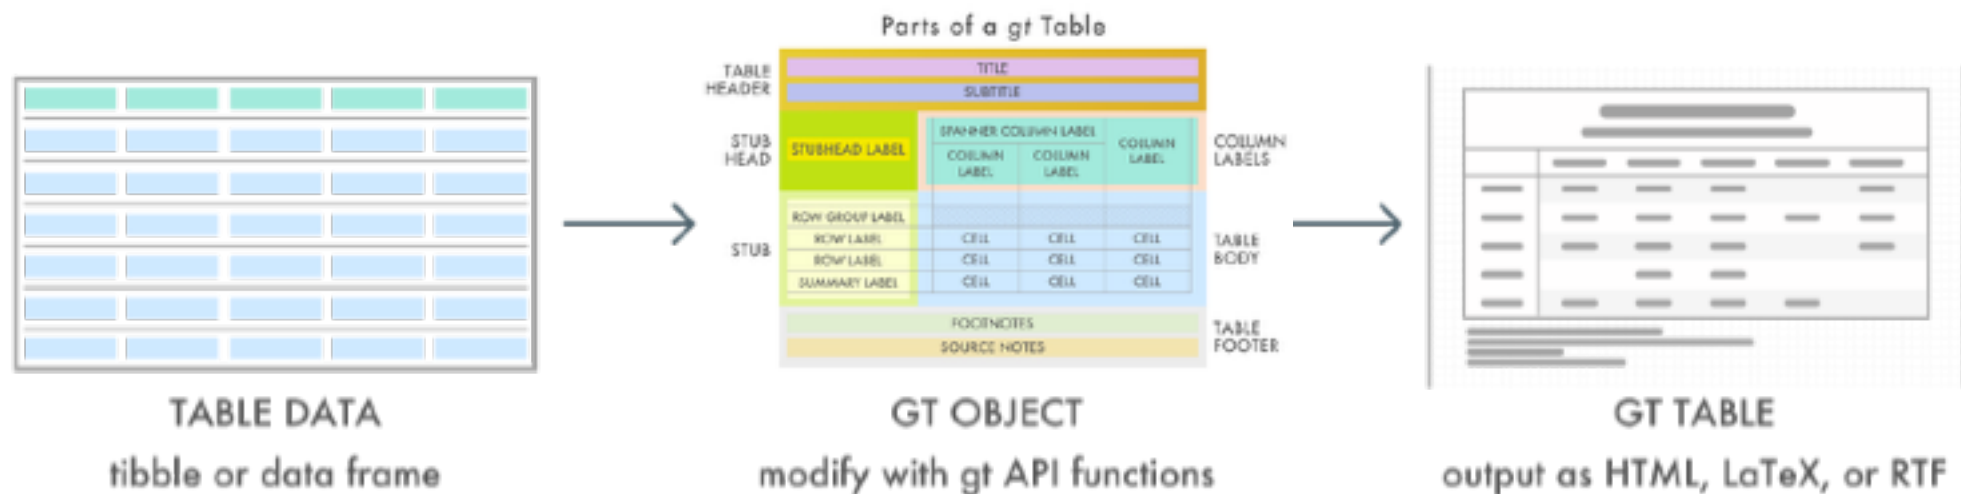 Parts of a gt Table
TABLE
HEADER
TITLE
SUBTITLE
STUB
HEAD
STUBHEAD LABEL
SPANNER COLUMN LABEL
COLUMN
LABEL
COLUMN
LABEL
COLUMN
LABEL
COLUMN
LABELS
STUB
ROW GROUP LABEL
ROW LABEL
CELL
CELL
CELL
ROW LABEL
CELL
CELL
CELL
SUMMARY LABEL
CELL
CELL
CELL
TABLE
BODY
FOOTNOTES
SOURCE NOTES
TABLE
FOOTER
TABLE DATA
tibble or data frame
GT OBJECT
modify with gt API functions
GT TABLE
output as HTML, LaTeX, or RTF